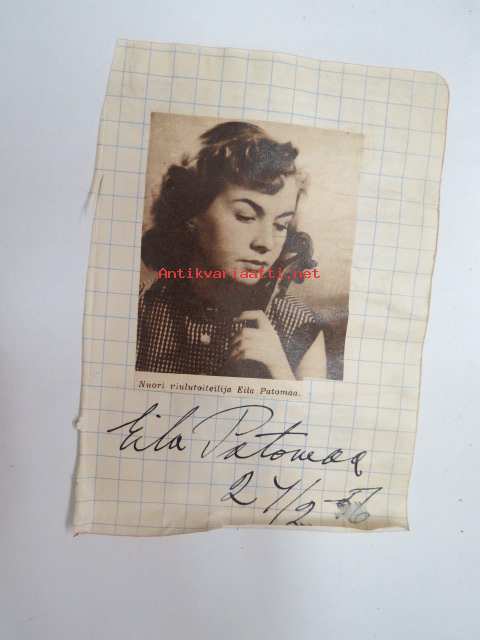 Antikvariaatti.net
Nuori viulutaiteilija Eila Patomaa.
Eila Patomaa
27/2 56